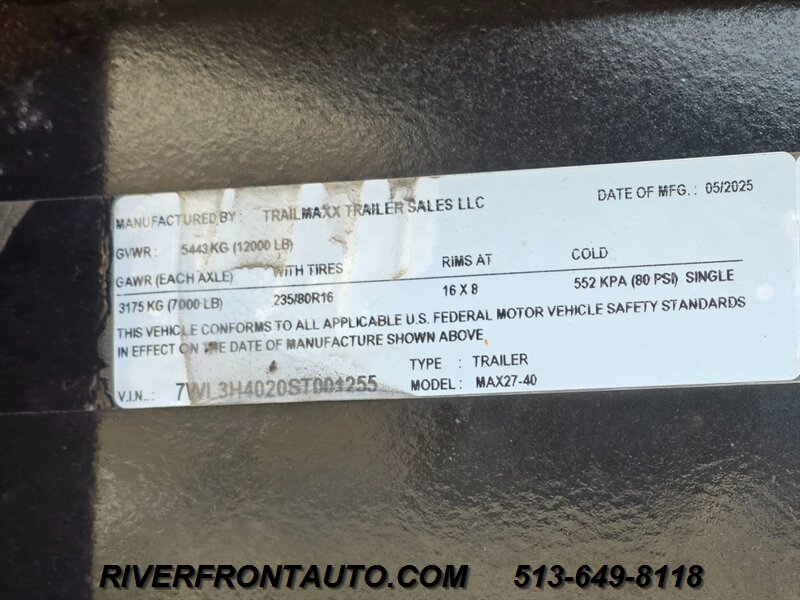 MANUFACTURED BY : TRAILMAXX TRAILER SALES LLC DATE OF MFG. : 05/2025
GVWR : 5443 KG (12000 LB)
GAWR (EACH AXLE) WITH TIRES RIMS AT COLD
3175 KG (7000 LB) 235/80R16 16 X 8 552 KPA (80 PSI) SINGLE
THIS VEHICLE CONFORMS TO ALL APPLICABLE U.S. FEDERAL MOTOR VEHICLE SAFETY STANDARDS
IN EFFECT ON THE DATE OF MANUFACTURE SHOWN ABOVE.
V.I.N.. : 7WL3H4020ST001255 TYPE : TRAILER
MODEL : MAX27-40
RIVERFRONTAUTO.COM 513-649-8118